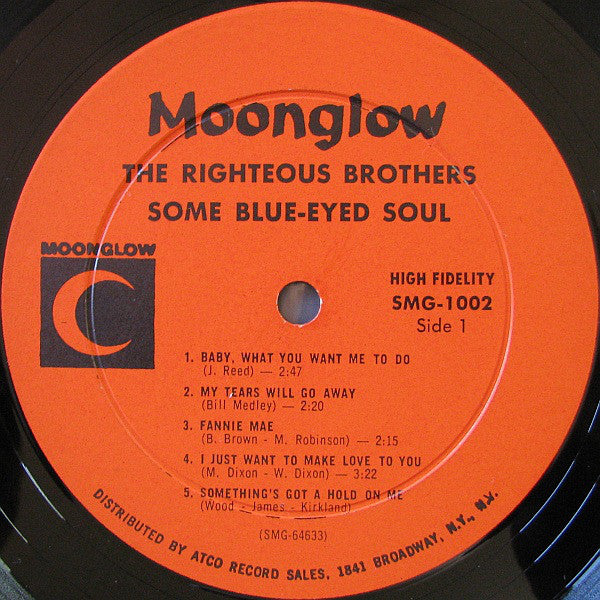 Moonglow
THE RIGHTEOUS BROTHERS
SOME BLUE-EYED SOUL
MOONGLOW
HIGH FIDELITY
SMG-1002
Side 1
1. BABY, WHAT YOU WANT ME TO DO
(J. Reed) — 2:47
2. MY TEARS WILL GO AWAY
(Bill Medley) — 2:20
3. FANNIE MAE
(B. Brown - M. Robinson) — 2:15
4. I JUST WANT TO MAKE LOVE TO YOU
(M. Dixon - W. Dixon) — 3:22
5. SOMETHING'S GOT A HOLD ON ME
(Wood - James - Kirkland)
(SMG-64633)
DISTRIBUTED BY ATCO RECORD SALES, 1841 BROADWAY, N.Y., N.Y.